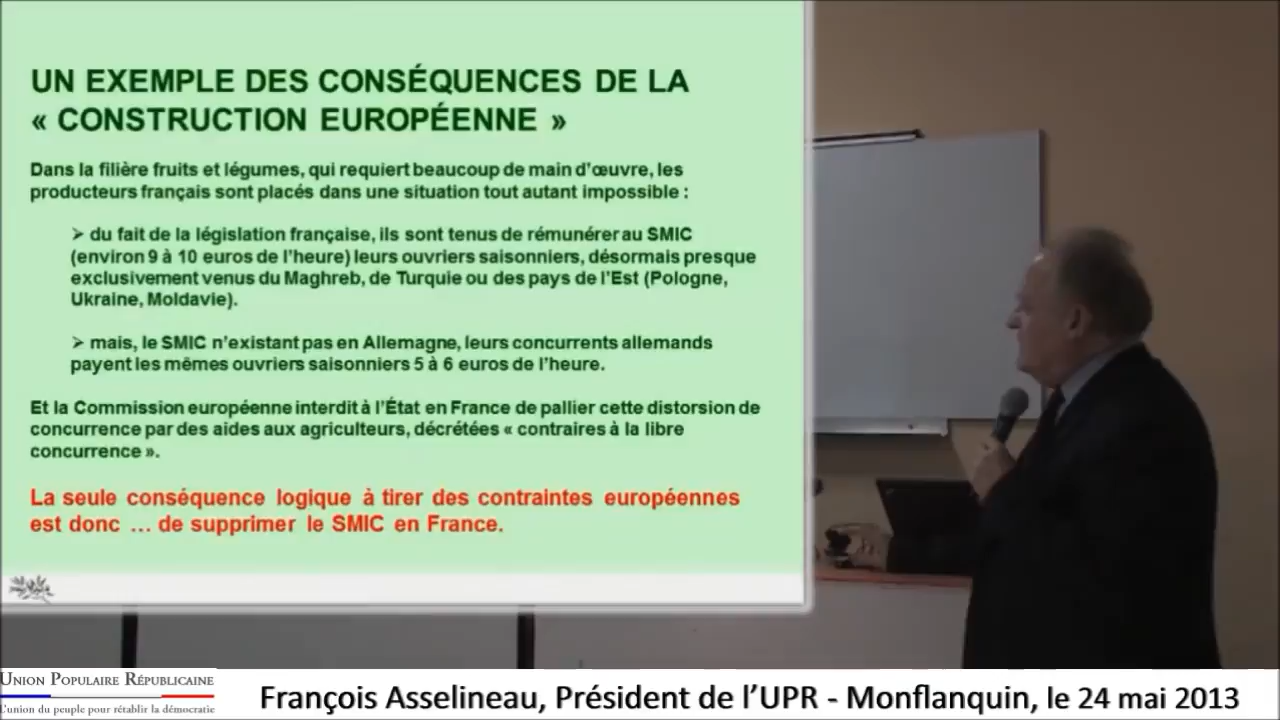 UN EXEMPLE DES CONSÉQUENCES DE LA
« CONSTRUCTION EUROPÉENNE »
Dans la filière fruits et légumes, qui requiert beaucoup de main d'œuvre, les
producteurs français sont placés dans une situation tout autant impossible :
➢ du fait de la législation française, ils sont tenus de rémunérer au SMIC
(environ 9 à 10 euros de l'heure) leurs ouvriers saisonniers, désormais presque
exclusivement venus du Maghreb, de Turquie ou des pays de l'Est (Pologne,
Ukraine, Moldavie).
➢ mais, le SMIC n'existant pas en Allemagne, leurs concurrents allemands
payent les mêmes ouvriers saisonniers 5 à 6 euros de l'heure.
Et la Commission européenne interdit à l'État en France de pallier cette distorsion de
concurrence par des aides aux agriculteurs, décrétées « contraires à la libre
concurrence ».
La seule conséquence logique à tirer des contraintes européennes
est donc ... de supprimer le SMIC en France.
UNION POPULAIRE RÉPUBLICAINE
L'union du peuple pour rétablir la démocratie
François Asselineau, Président de l'UPR - Monflanquin, le 24 mai 2013